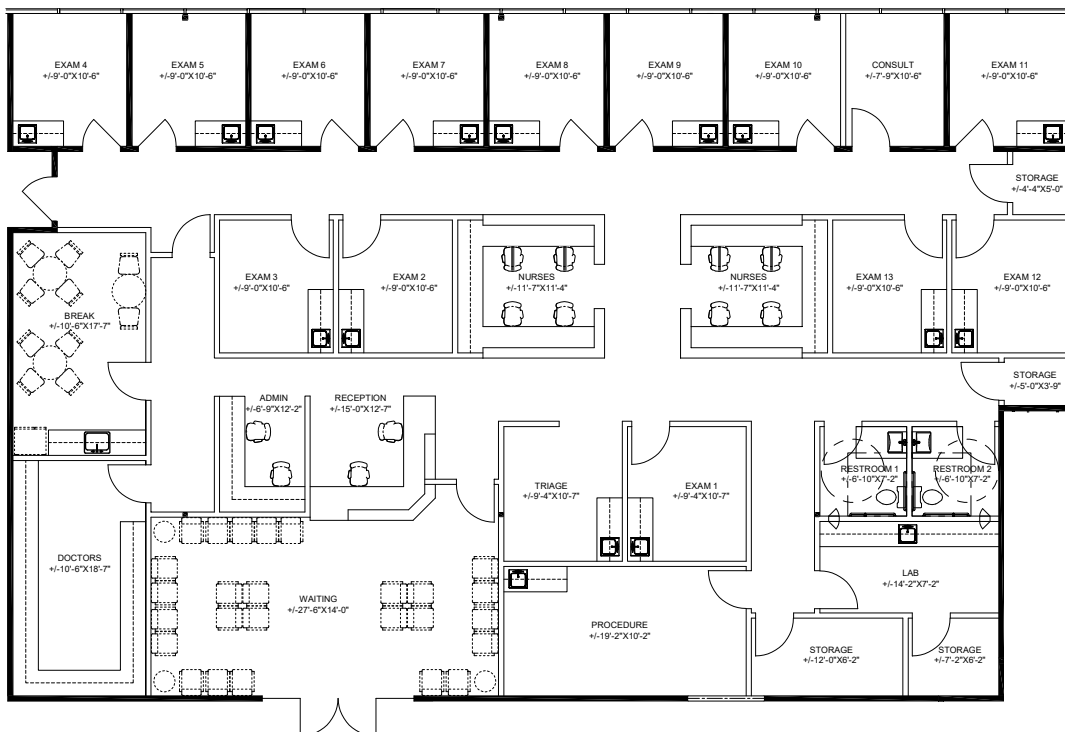 EXAM 4
+/-9'-0"X10'-6"
EXAM 5
+/-9'-0"X10'-6"
EXAM 6
+/-9'-0"X10'-6"
EXAM 7
+/-9'-0"X10'-6"
EXAM 8
+/-9'-0"X10'-6"
EXAM 9
+/-9'-0"X10'-6"
EXAM 10
+/-9'-0"X10'-6"
CONSULT
+/-7'-9"X10'-6"
EXAM 11
+/-9'-0"X10'-6"
STORAGE
+/-4'-4"X5'-0"
EXAM 3
+/-9'-0"X10'-6"
EXAM 2
+/-9'-0"X10'-6"
NURSES
+/-11'-7"X11'-4"
NURSES
+/-11'-7"X11'-4"
EXAM 13
+/-9'-0"X10'-6"
EXAM 12
+/-9'-0"X10'-6"
BREAK
+/-10'-6"X17'-7"
STORAGE
+/-5'-0"X3'-9"
ADMIN
+/-6'-9"X12'-2"
RECEPTION
+/-15'-0"X12'-7"
TRIAGE
+/-9'-4"X10'-7"
EXAM 1
+/-9'-4"X10'-7"
RESTROOM 1
+/-6'-10"X7'-2"
RESTROOM 2
+/-6'-10"X7'-2"
DOCTORS
+/-10'-6"X18'-7"
WAITING
+/-27'-6"X14'-0"
LAB
+/-14'-2"X7'-2"
PROCEDURE
+/-19'-2"X10'-2"
STORAGE
+/-12'-0"X6'-2"
STORAGE
+/-7'-2"X6'-2"